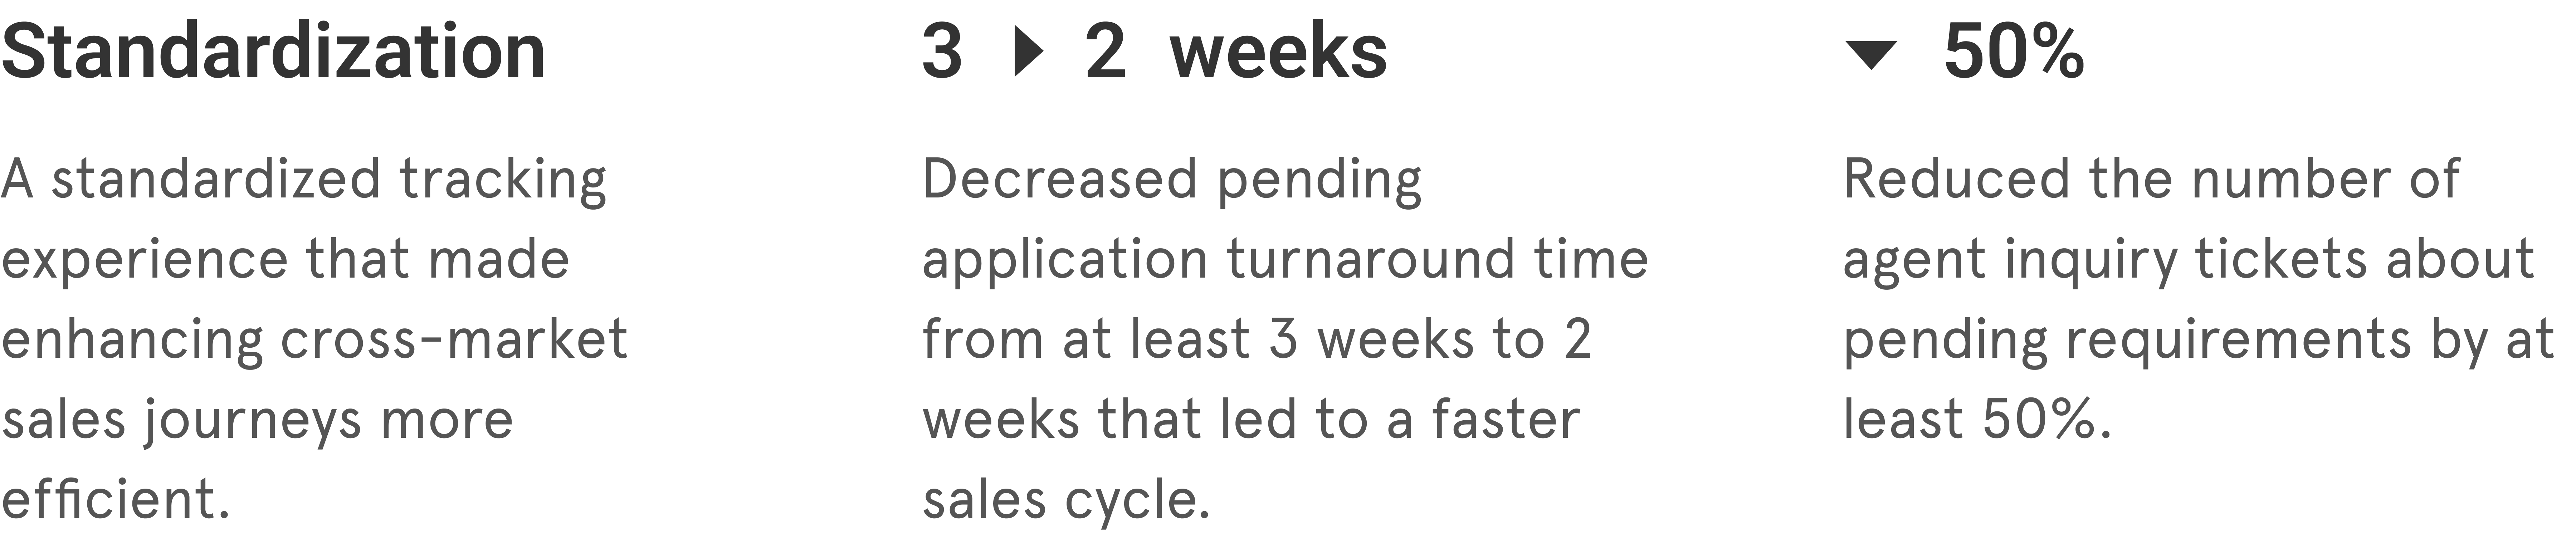 Standardization
A standardized tracking
experience that made
enhancing cross-market
sales journeys more
efficient.
3 ▶ 2 weeks
Decreased pending
application turnaround time
from at least 3 weeks to 2
weeks that led to a faster
sales cycle.
▼ 50%
Reduced the number of
agent inquiry tickets about
pending requirements by at
least 50%.